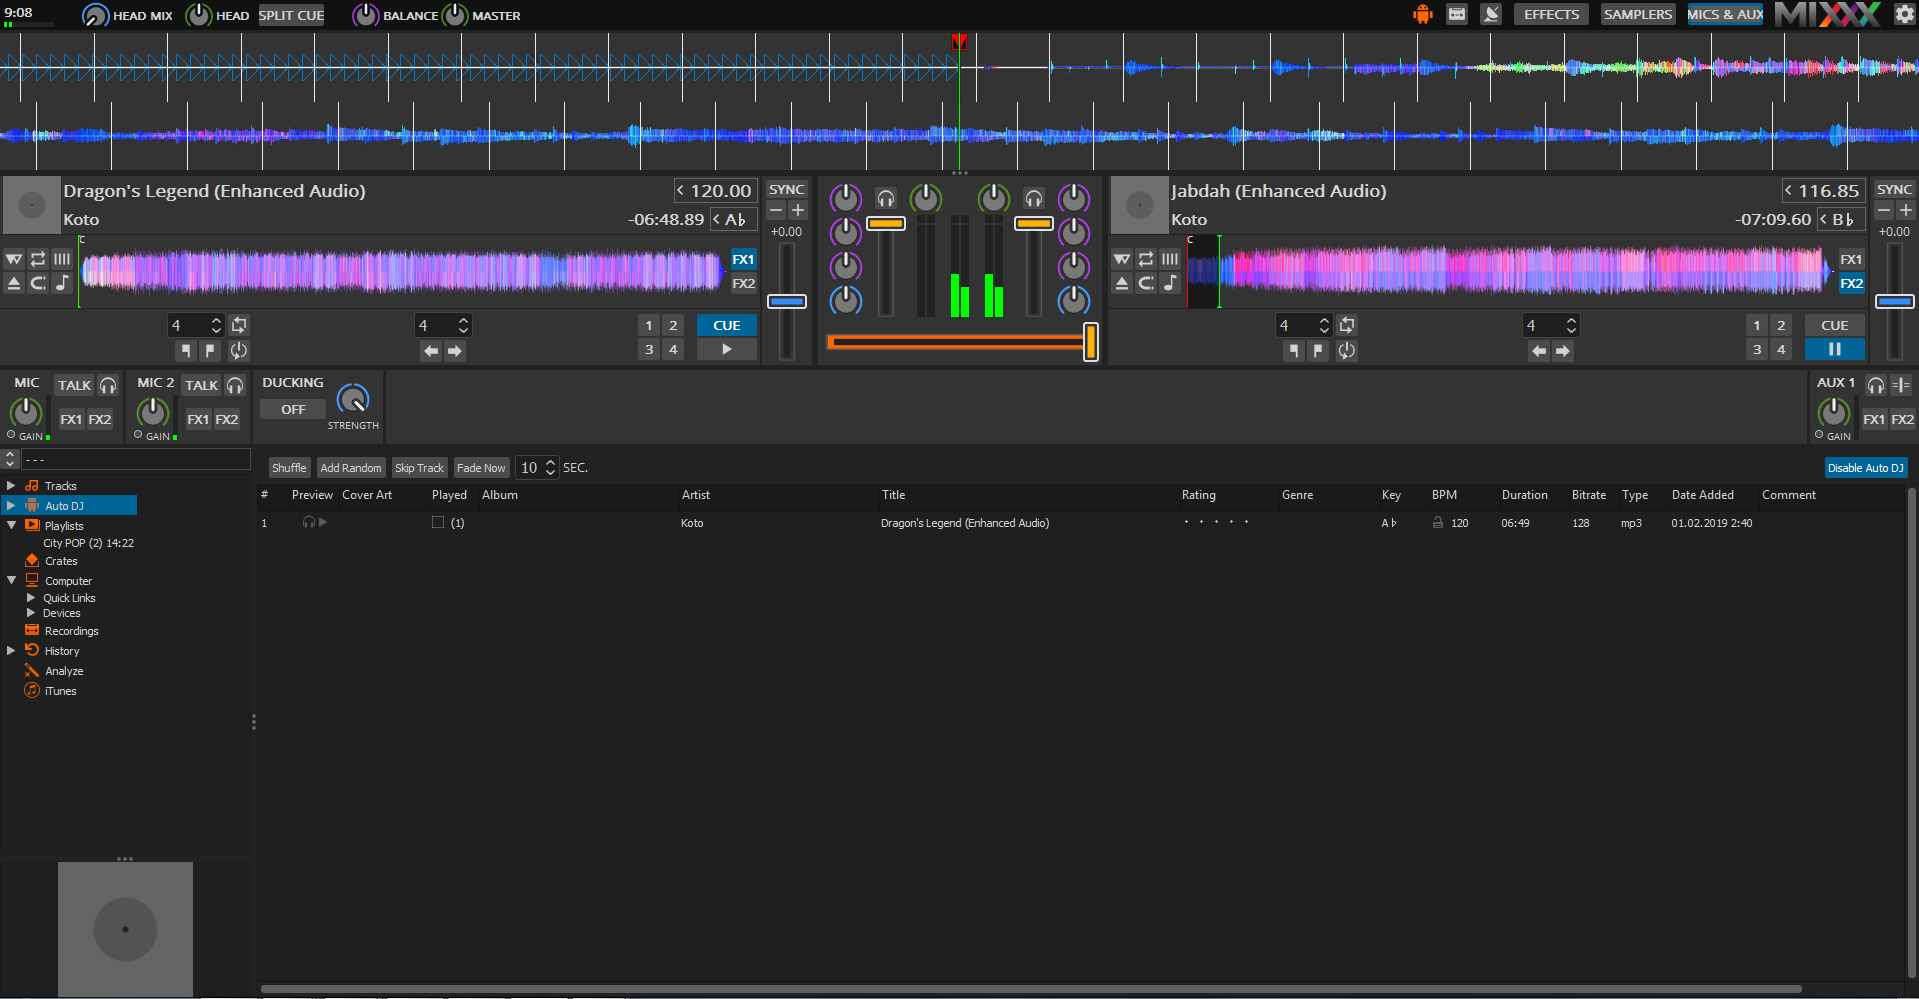 9:08 HEAD MIX HEAD SPLIT CUE BALANCE MASTER EFFECTS SAMPLERS MICS & AUX MIXXX
Dragon's Legend (Enhanced Audio) 120.00 SYNC
Koto -06:48.89 A♭ +0.00
C
FX1
FX2
4 4 1 2 CUE
3 4
Jabdah (Enhanced Audio) 116.85 SYNC
Koto -07:09.60 B♭ +0.00
C
FX1
FX2
4 4 1 2 CUE
3 4
MIC TALK
FX1 FX2
GAIN
MIC 2 TALK
FX1 FX2
GAIN
DUCKING
OFF
STRENGTH
AUX 1
FX1 FX2
GAIN
---
Tracks
Auto DJ
Playlists
City POP (2) 14:22
Crates
Computer
Quick Links
Devices
Recordings
History
Analyze
iTunes
Shuffle Add Random Skip Track Fade Now 10 SEC. Disable Auto DJ
# Preview Cover Art Played Album Artist Title Rating Genre Key BPM Duration Bitrate Type Date Added Comment
1 (1) Koto Dragon's Legend (Enhanced Audio) A♭ 120 06:49 128 mp3 01.02.2019 2:40